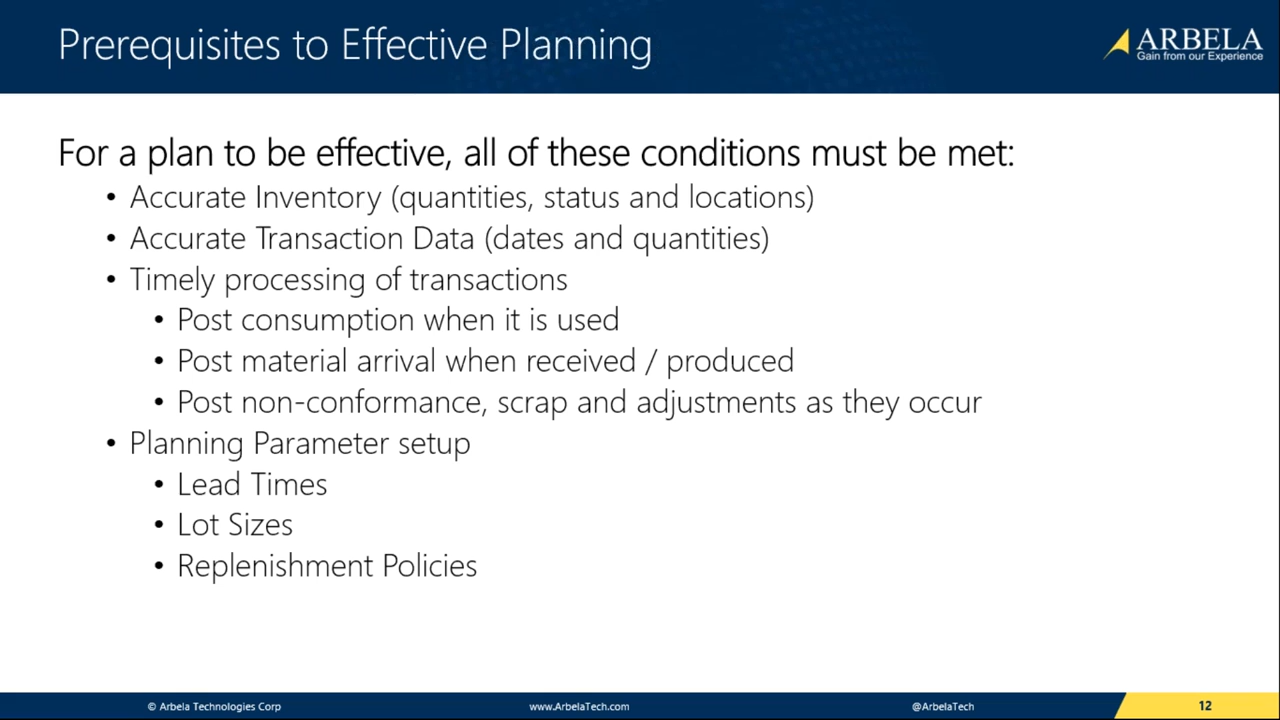 Prerequisites to Effective Planning
ARBELA
Gain from our Experience
For a plan to be effective, all of these conditions must be met:
• Accurate Inventory (quantities, status and locations)
• Accurate Transaction Data (dates and quantities)
• Timely processing of transactions
• Post consumption when it is used
• Post material arrival when received / produced
• Post non-conformance, scrap and adjustments as they occur
• Planning Parameter setup
• Lead Times
• Lot Sizes
• Replenishment Policies
© Arbela Technologies Corp
www.ArbelaTech.com
@ArbelaTech
12